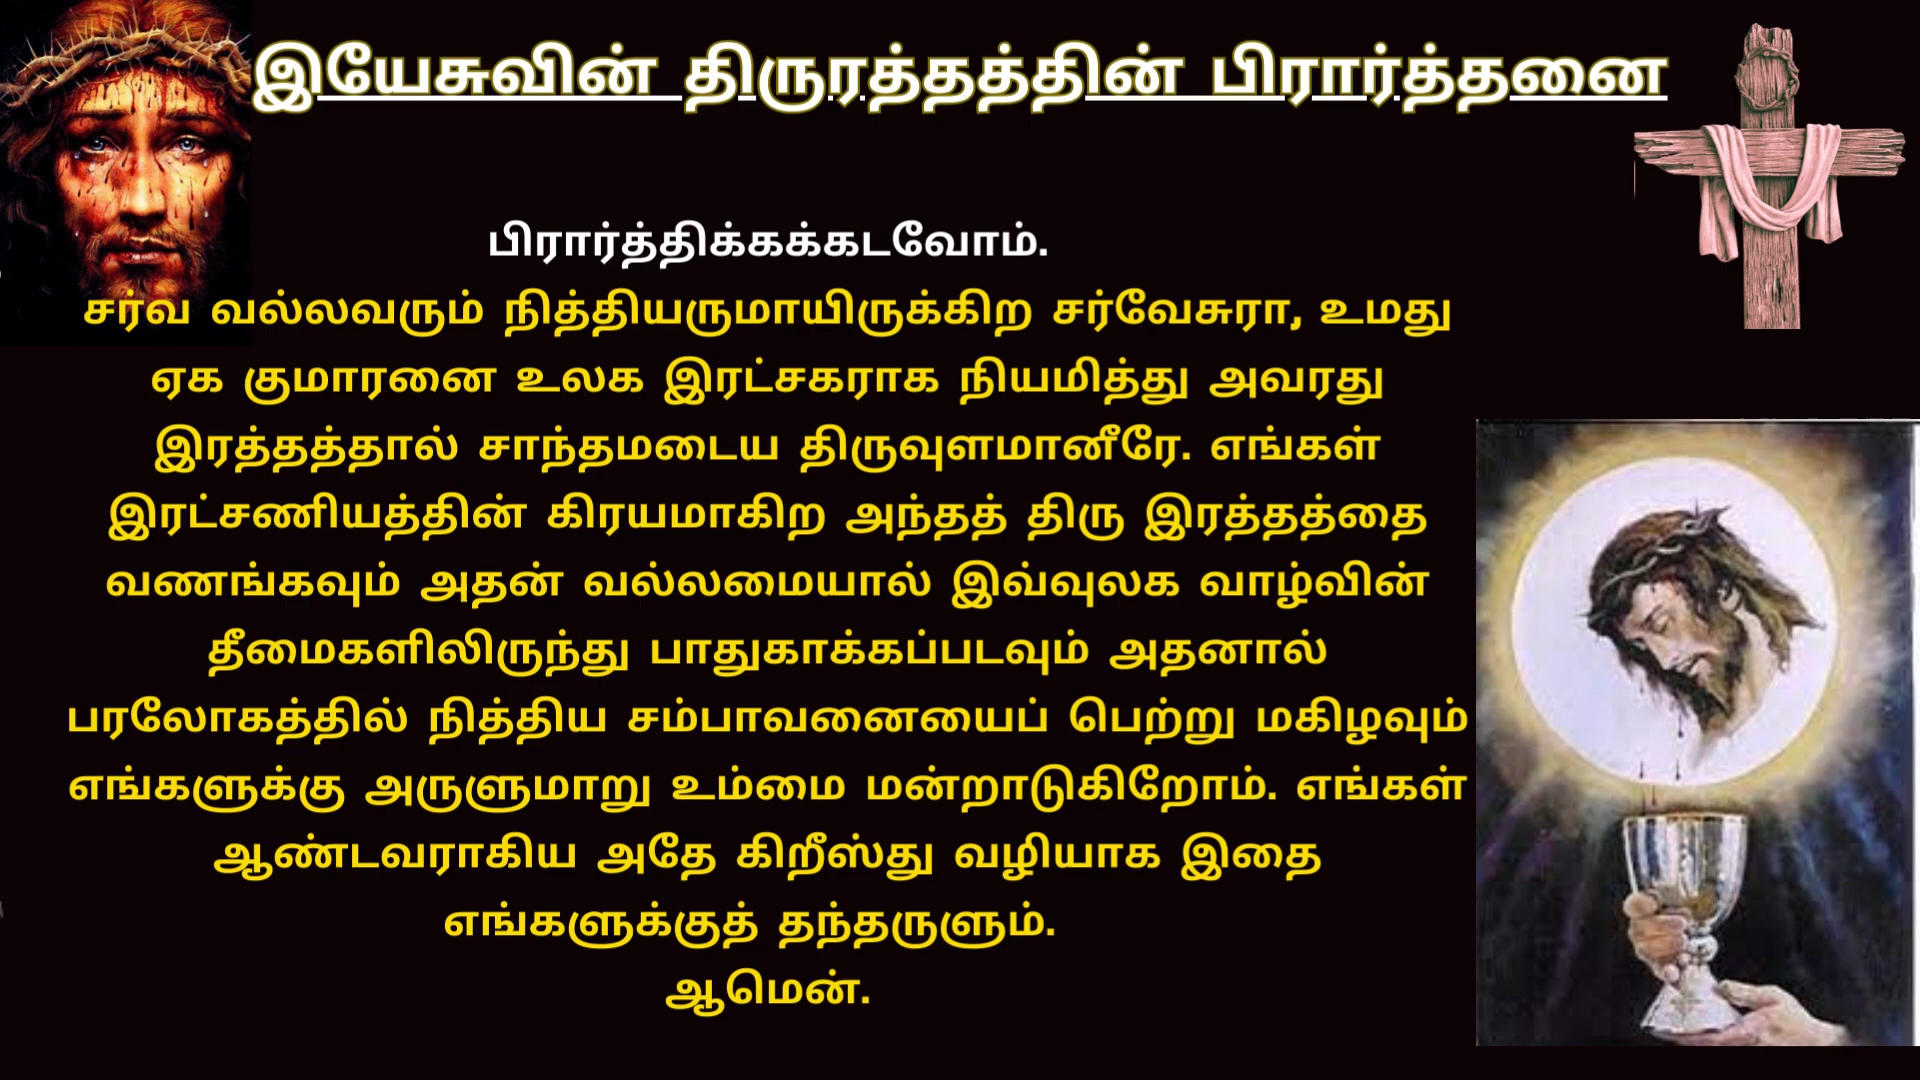 இயேசுவின் திருரத்தத்தின் பிரார்த்தனை
பிரார்த்திக்கக்கடவோம்.
சர்வ வல்லவரும் நித்தியருமாயிருக்கிற சர்வேசுரா, உமது
ஏக குமாரனை உலக இரட்சகராக நியமித்து அவரது
இரத்தத்தால் சாந்தமடைய திருவுளமானீரே. எங்கள்
இரட்சணியத்தின் கிரயமாகிற அந்தத் திரு இரத்தத்தை
வணங்கவும் அதன் வல்லமையால் இவ்வுலக வாழ்வின்
தீமைகளிலிருந்து பாதுகாக்கப்படவும் அதனால்
பரலோகத்தில் நித்திய சம்பாவனையைப் பெற்று மகிழவும்
எங்களுக்கு அருளுமாறு உம்மை மன்றாடுகிறோம். எங்கள்
ஆண்டவராகிய அதே கிறீஸ்து வழியாக இதை
எங்களுக்குத் தந்தருளும்.
ஆமென்.